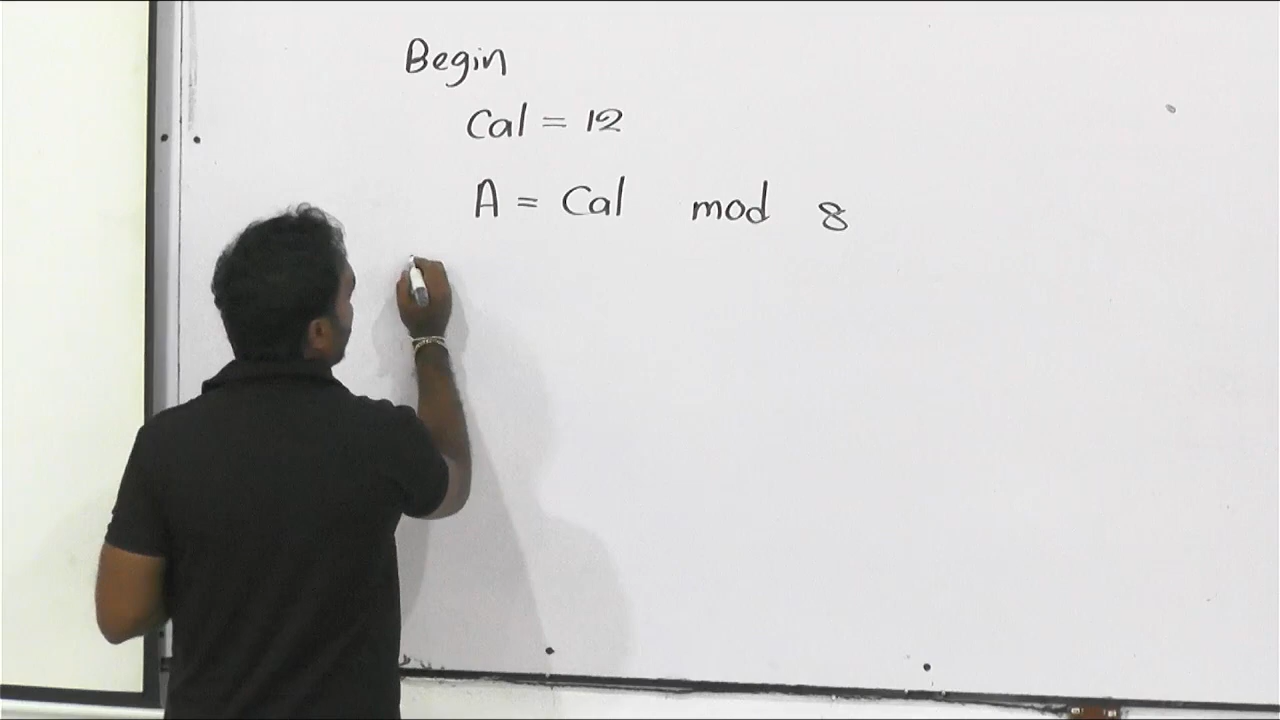 Begin
Cal = 12
A = Cal mod 8